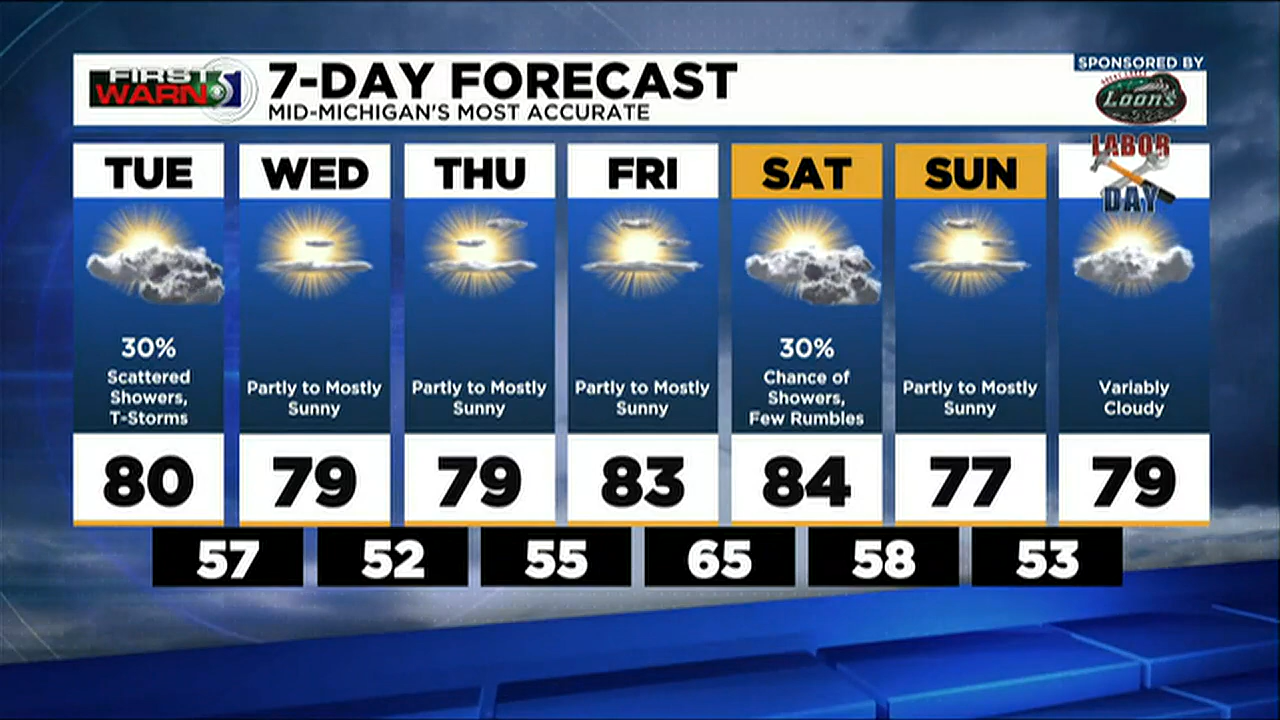 FIRST
WARN 5
7-DAY FORECAST
MID-MICHIGAN'S MOST ACCURATE
SPONSORED BY
Loons
TUE
WED
THU
FRI
SAT
SUN
LABOR
DAY
30%
Scattered
Showers,
T-Storms
Partly to Mostly
Sunny
Partly to Mostly
Sunny
Partly to Mostly
Sunny
30%
Chance of
Showers,
Few Rumbles
Partly to Mostly
Sunny
Variably
Cloudy
80
79
79
83
84
77
79
57
52
55
65
58
53